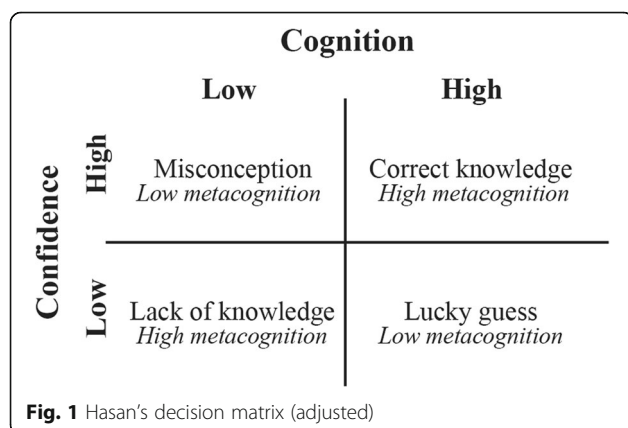 Cognition
Low High
Confidence
High
Misconception Correct knowledge
Low metacognition High metacognition
Low
Lack of knowledge Lucky guess
High metacognition Low metacognition
Fig. 1 Hasan's decision matrix (adjusted)